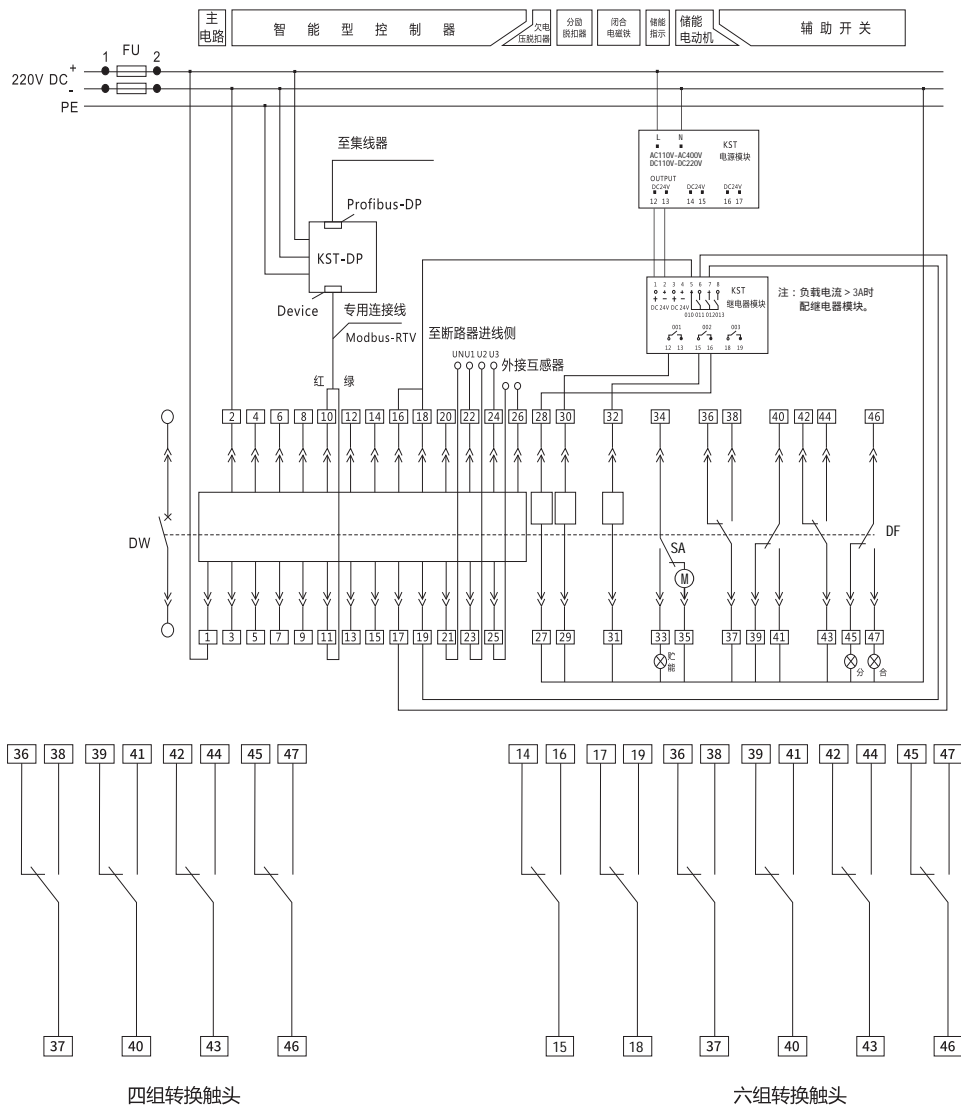 主
电路
智 能 型 控 制 器
欠电
压脱扣器
分励
脱扣器
闭合
电磁铁
储能
指示
储能
电动机
辅 助 开 关
1 FU 2
220V DC + -
PE
至集线器
Profibus-DP
KST-DP
Device
专用连接线
Modbus-RTV
红 绿
L N
KST
电源模块
AC110V-AC400V
DC110V-DC220V
OUTPUT
DC24V DC24V DC24V
12 13 14 15 16 17
1 2 3 4 5 6 7 8
+ − + −
DC 24V DC 24V
KST
继电器模块
010 011 012 013
001 002 003
12 13 15 16 18 19
注：负载电流 > 3A时
配继电器模块。
至断路器进线侧
UN U1 U2 U3
外接互感器
2 4 6 8 10 12 14 16 18 20 22 24 26 28 30 32 34 36 38 40 42 44 46
DW
SA
M
DF
1 3 5 7 9 11 13 15 17 19 21 23 25 27 29 31 33 35 37 39 41 43 45 47
贮
能
分 合
36 38 39 41 42 44 45 47
37 40 43 46
四组转换触头
14 16 17 19 36 38 39 41 42 44 45 47
15 18 37 40 43 46
六组转换触头